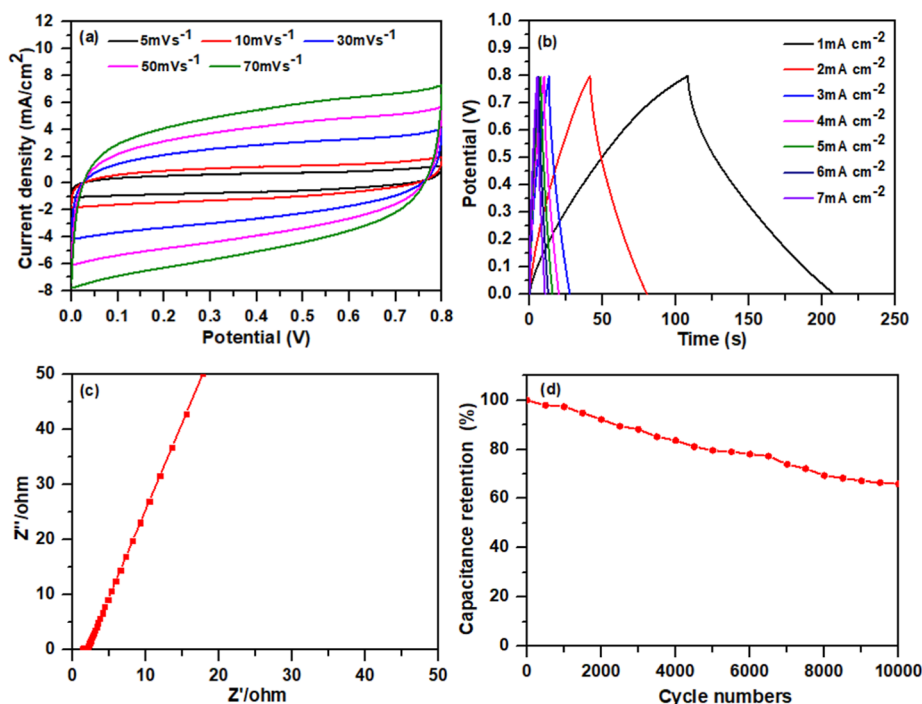 (a)
5mVs⁻¹ 10mVs⁻¹ 30mVs⁻¹
50mVs⁻¹ 70mVs⁻¹
Current density (mA/cm²)
12
10
8
6
4
2
0
-2
-4
-6
-8
0.0 0.1 0.2 0.3 0.4 0.5 0.6 0.7 0.8
Potential (V)
(b)
1mA cm⁻²
2mA cm⁻²
3mA cm⁻²
4mA cm⁻²
5mA cm⁻²
6mA cm⁻²
7mA cm⁻²
Potential (V)
1.0
0.9
0.8
0.7
0.6
0.5
0.4
0.3
0.2
0.1
0.0
0 50 100 150 200 250
Time (s)
(c)
Z''/ohm
50
40
30
20
10
0
0 10 20 30 40 50
Z'/ohm
(d)
Capacitance retention (%)
100
80
60
40
20
0
0 2000 4000 6000 8000 10000
Cycle numbers